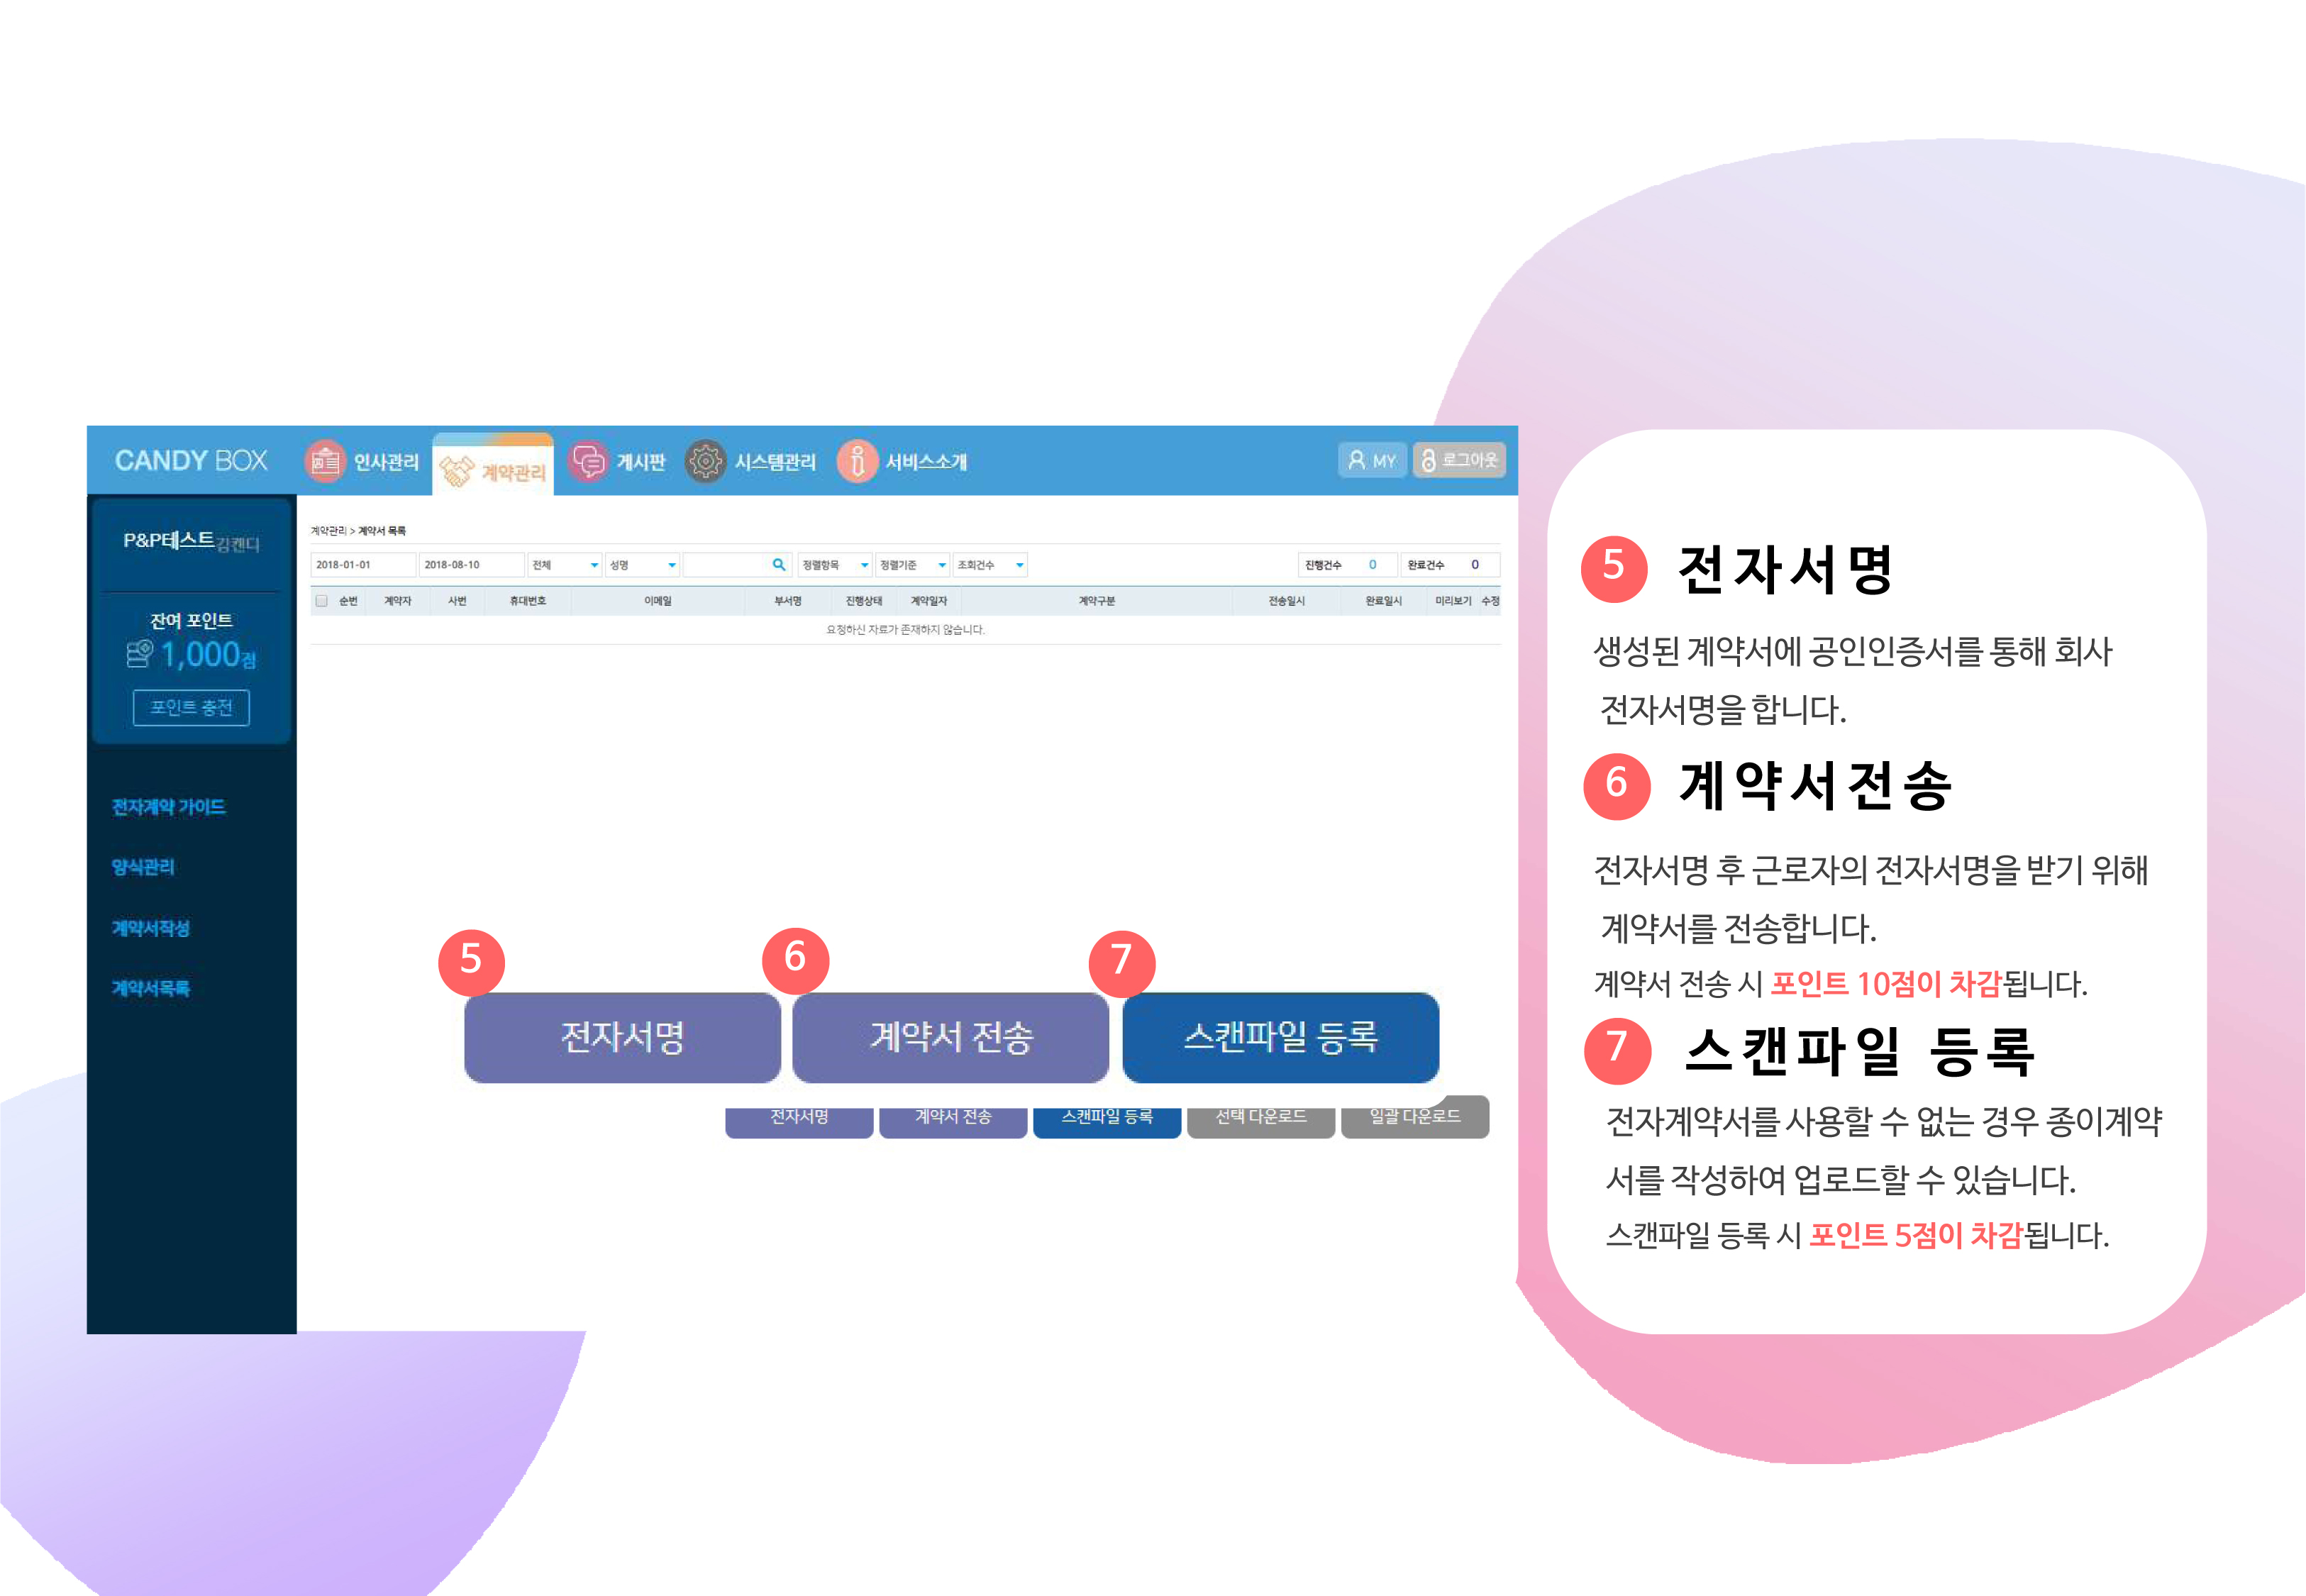 CANDY BOX
인사관리
계약관리
게시판
시스템관리
서비스소개
MY
로그아웃
P&P테스트 김캔디
잔여 포인트
1,000점
포인트 충전
전자계약 가이드
양식관리
계약서작성
계약서목록
계약관리 > 계약서 목록
2018-01-01 2018-08-10 전체 성명 정렬항목 정렬기준 조회건수 진행건수 0 완료건수 0
순번 계약자 사번 휴대번호 이메일 부서명 진행상태 계약일자 계약구분 전송일시 완료일시 미리보기 수정
요청하신 자료가 존재하지 않습니다.
5 6 7
전자서명 계약서 전송 스캔파일 등록
전자서명 계약서 전송 스캔파일 등록 선택 다운로드 일괄 다운로드
5 전자서명
생성된 계약서에 공인인증서를 통해 회사
전자서명을 합니다.
6 계약서전송
전자서명 후 근로자의 전자서명을 받기 위해
계약서를 전송합니다.
계약서 전송 시 포인트 10점이 차감됩니다.
7 스캔파일 등록
전자계약서를 사용할 수 없는 경우 종이계약
서를 작성하여 업로드할 수 있습니다.
스캔파일 등록 시 포인트 5점이 차감됩니다.